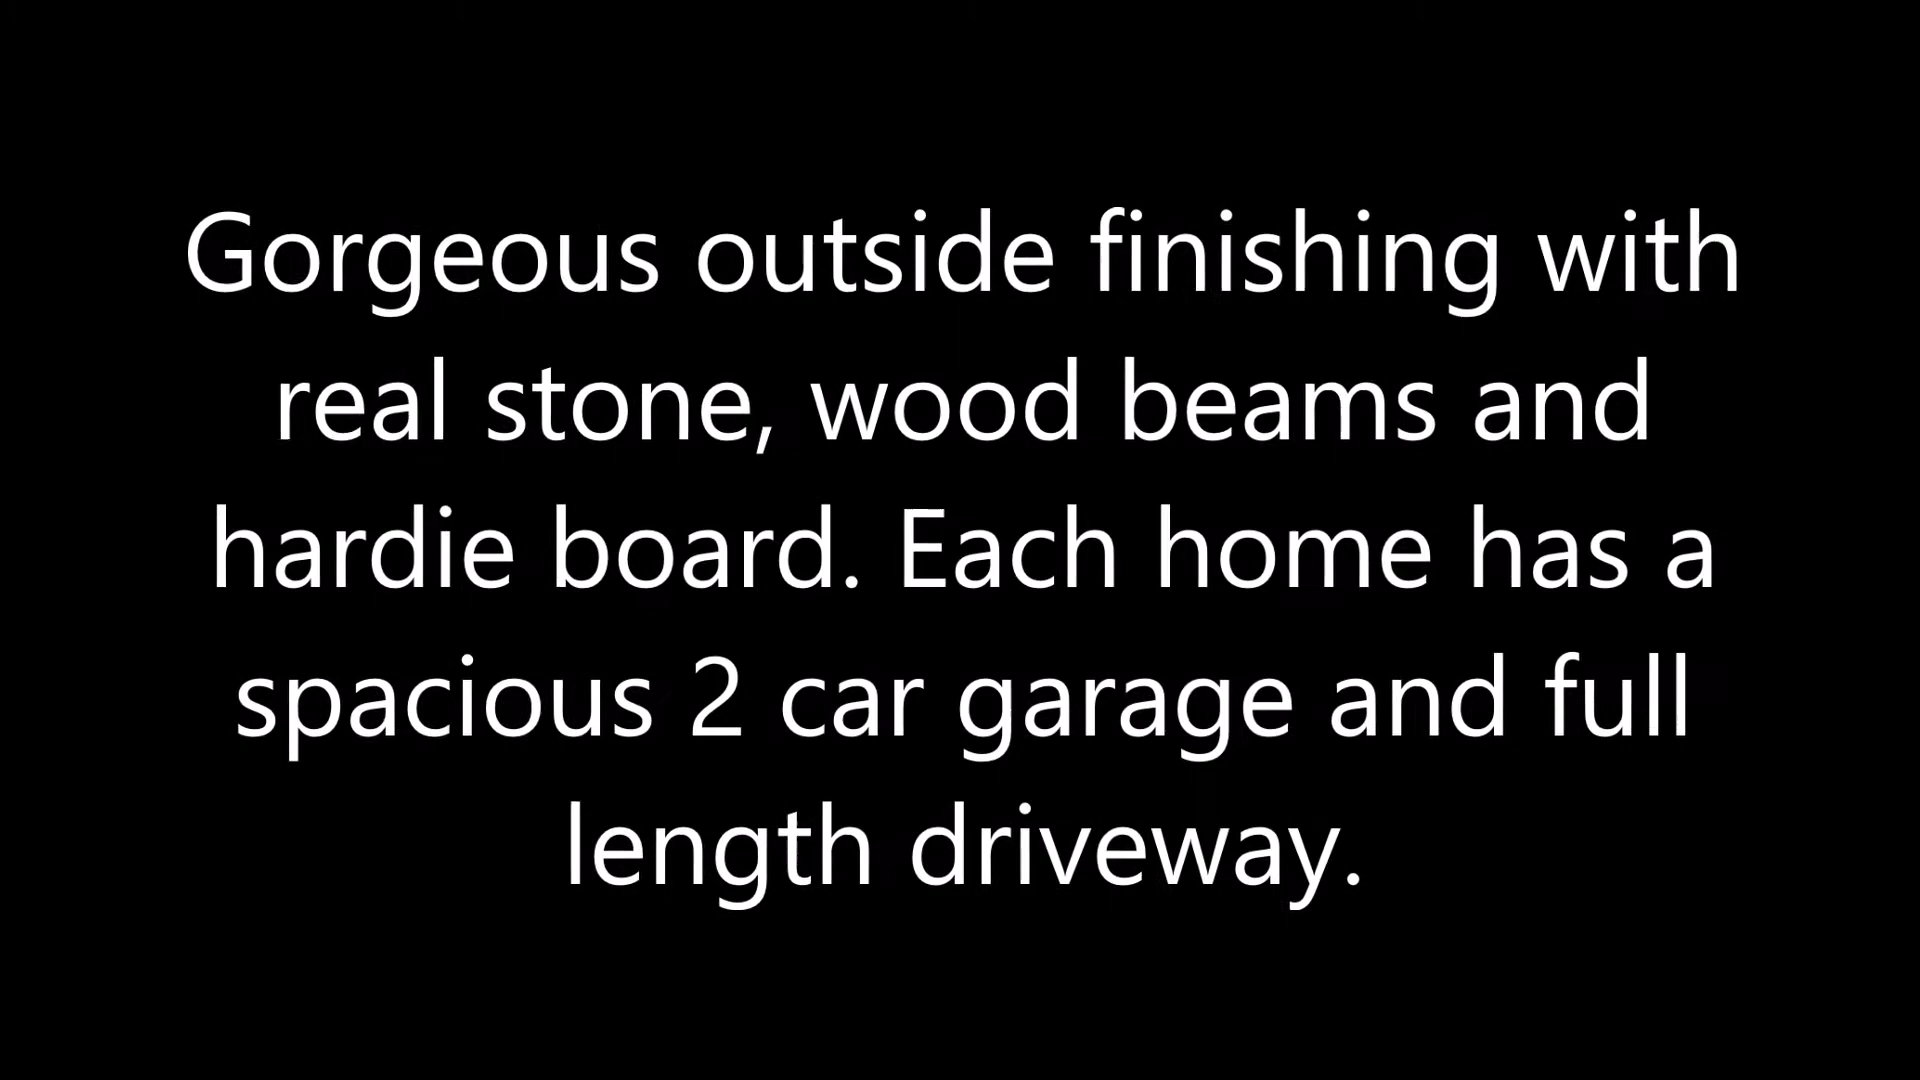 Gorgeous outside finishing with
real stone, wood beams and
hardie board. Each home has a
spacious 2 car garage and full
length driveway.